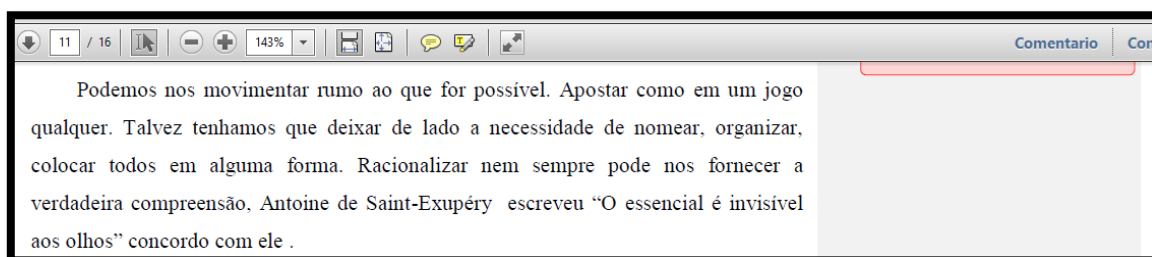 11 / 16 143% Comentario
Podemos nos movimentar rumo ao que for possível. Apostar como em um jogo
qualquer. Talvez tenhamos que deixar de lado a necessidade de nomear, organizar,
colocar todos em alguma forma. Racionalizar nem sempre pode nos fornecer a
verdadeira compreensão, Antoine de Saint-Exupéry escreveu “O essencial é invisível
aos olhos” concordo com ele .